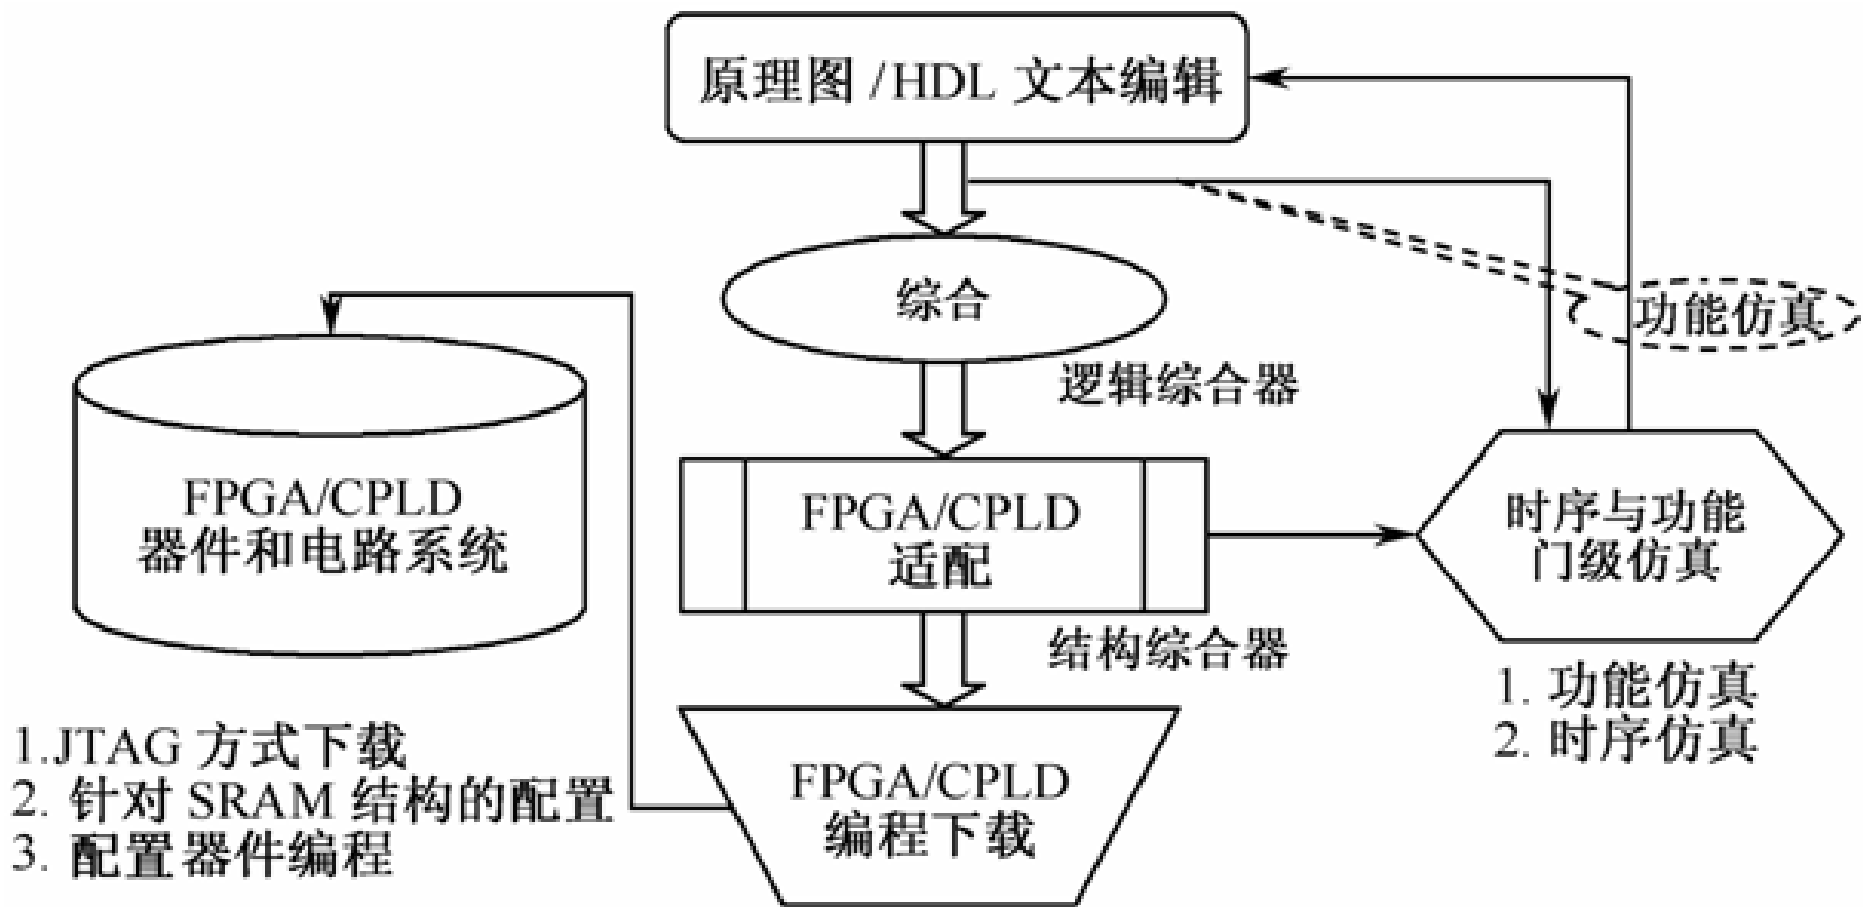 原理图 /HDL 文本编辑
综合
功能仿真
逻辑综合器
FPGA/CPLD
器件和电路系统
FPGA/CPLD
适配
时序与功能
门级仿真
结构综合器
1. 功能仿真
2. 时序仿真
1.JTAG 方式下载
2. 针对 SRAM 结构的配置
3. 配置器件编程
FPGA/CPLD
编程下载